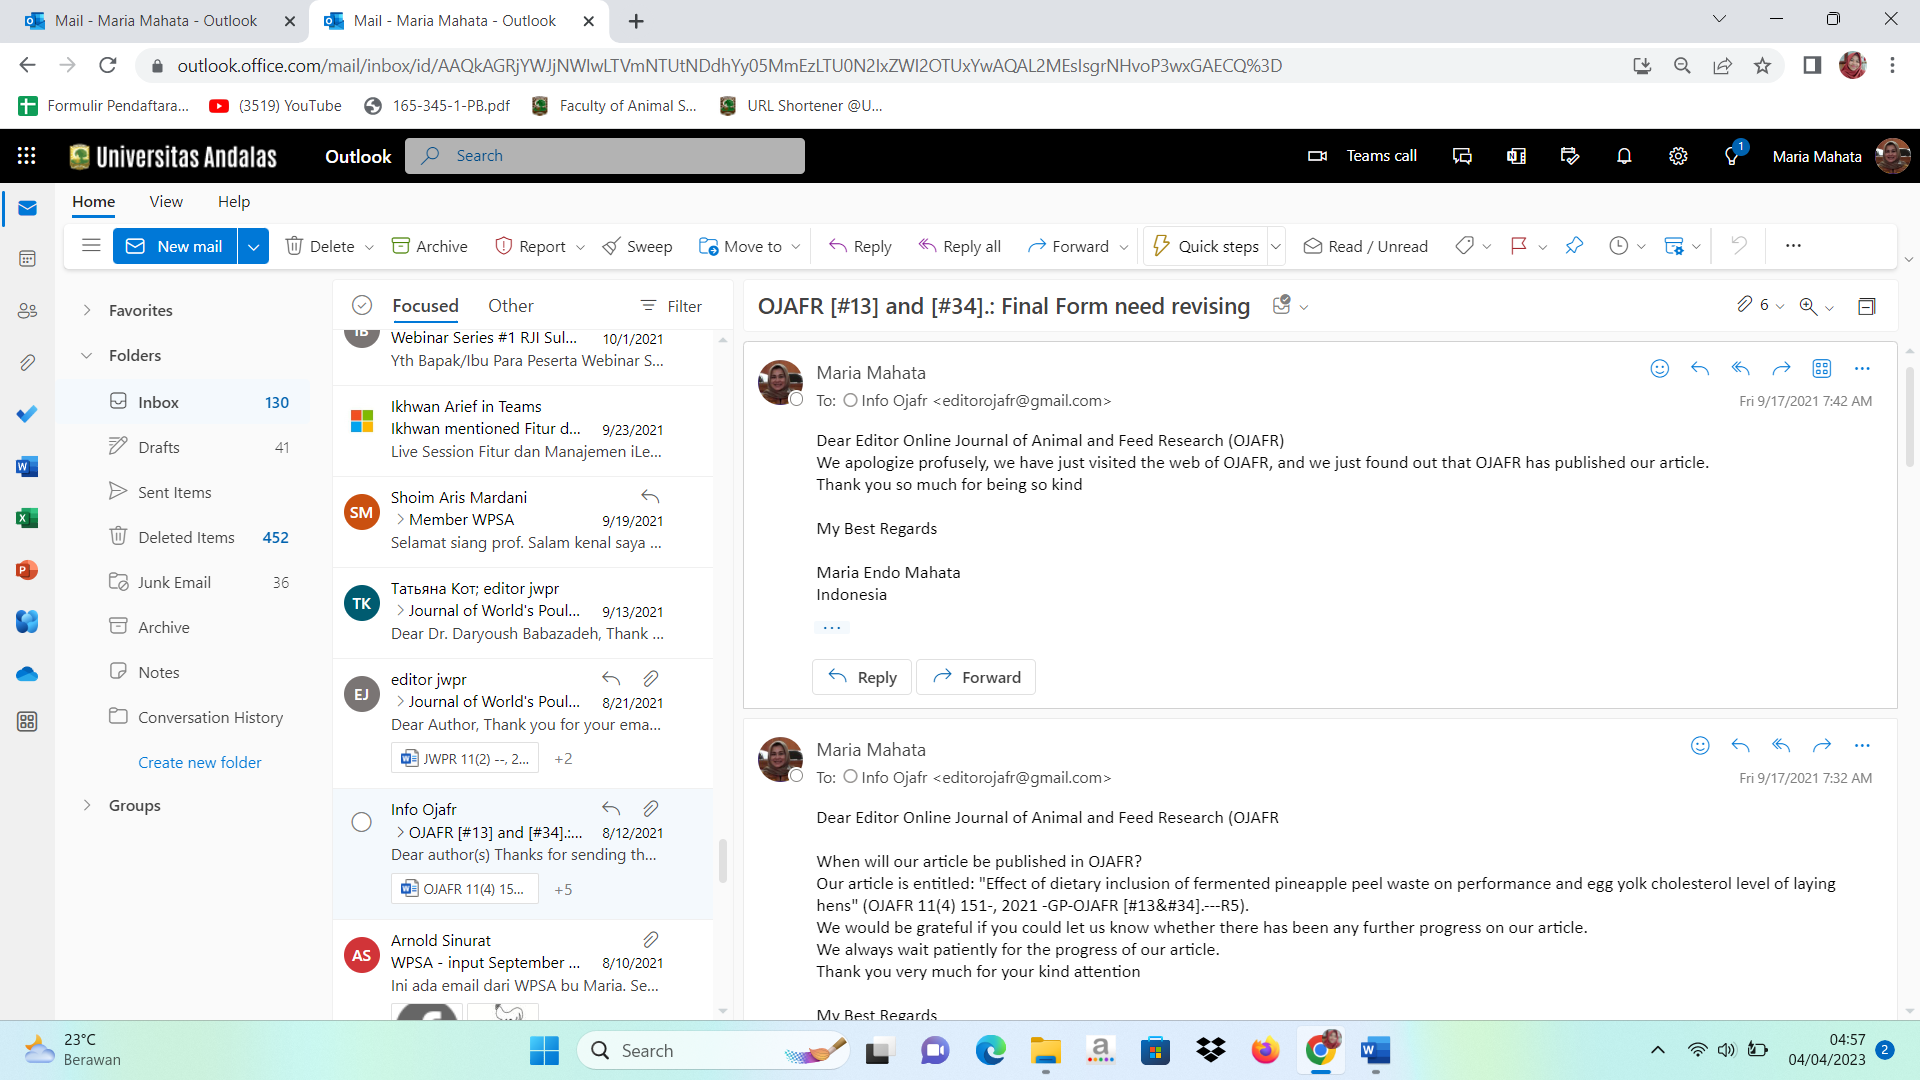 Mail - Maria Mahata - Outlook
Mail - Maria Mahata - Outlook
outlook.office.com/mail/inbox/id/AAQkAGRjYWJjNWIwLTVmNTUtNDdhYy05MmEzLTU0N2IxZWI2OTUxYwAQAL2MEsIsgrNHvoP3wxGAECQ%3D
Formulir Pendaftara...
(3519) YouTube
165-345-1-PB.pdf
Faculty of Animal S...
URL Shortener @U...
Universitas Andalas
Outlook
Search
Teams call
1
Maria Mahata
Home
View
Help
New mail
Delete
Archive
Report
Sweep
Move to
Reply
Reply all
Forward
Quick steps
Read / Unread
Favorites
Folders
Inbox 130
Drafts 41
Sent Items
Deleted Items 452
Junk Email 36
Archive
Notes
Conversation History
Create new folder
Groups
Focused
Other
Filter
Webinar Series #1 RJI Sul... 10/1/2021
Yth Bapak/Ibu Para Peserta Webinar S...
Ikhwan Arief in Teams
Ikhwan mentioned Fitur d... 9/23/2021
Live Session Fitur dan Manajemen iLe...
SM
Shoim Aris Mardani
Member WPSA 9/19/2021
Selamat siang prof. Salam kenal saya ...
TK
Татьяна Кот; editor jwpr
Journal of World's Poul... 9/13/2021
Dear Dr. Daryoush Babazadeh, Thank ...
EJ
editor jwpr
Journal of World's Poul... 8/21/2021
Dear Author, Thank you for your ema...
JWPR 11(2) --, 2... +2
Info Ojafr
OJAFR [#13] and [#34].:... 8/12/2021
Dear author(s) Thanks for sending th...
OJAFR 11(4) 15... +5
AS
Arnold Sinurat
WPSA - input September ... 8/10/2021
Ini ada email dari WPSA bu Maria. Se...
OJAFR [#13] and [#34].: Final Form need revising
6
Maria Mahata
To: Info Ojafr <editorojafr@gmail.com>
Fri 9/17/2021 7:42 AM
Dear Editor Online Journal of Animal and Feed Research (OJAFR)
We apologize profusely, we have just visited the web of OJAFR, and we just found out that OJAFR has published our article.
Thank you so much for being so kind
My Best Regards
Maria Endo Mahata
Indonesia
Reply
Forward
Maria Mahata
To: Info Ojafr <editorojafr@gmail.com>
Fri 9/17/2021 7:32 AM
Dear Editor Online Journal of Animal and Feed Research (OJAFR
When will our article be published in OJAFR?
Our article is entitled: "Effect of dietary inclusion of fermented pineapple peel waste on performance and egg yolk cholesterol level of laying
hens" (OJAFR 11(4) 151-, 2021 -GP-OJAFR [#13&#34].---R5).
We would be grateful if you could let us know whether there has been any further progress on our article.
We always wait patiently for the progress of our article.
Thank you very much for your kind attention
My Best Regards
23°C
Berawan
Search
04:57
04/04/2023
2